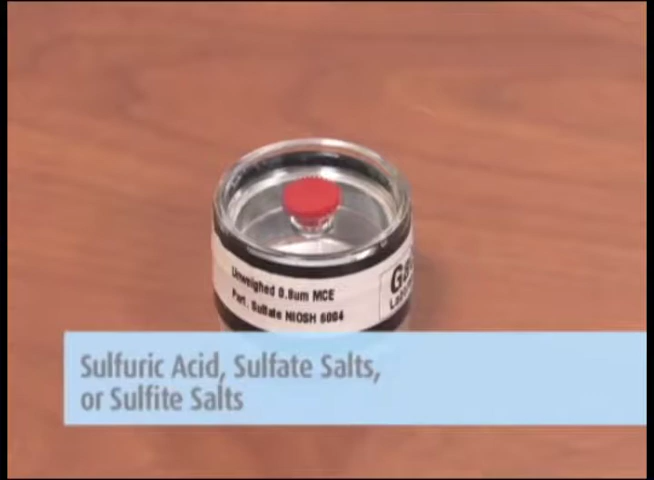 Unweighed 0.8um MCE
Part. Sulfate NIOSH 6004
Sulfuric Acid, Sulfate Salts,
or Sulfite Salts